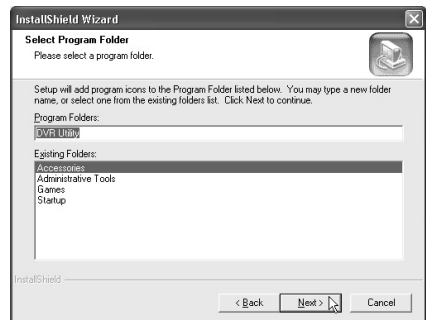 InstallShield Wizard
Select Program Folder
Please select a program folder.
Setup will add program icons to the Program Folder listed below. You may type a new folder
name, or select one from the existing folders list. Click Next to continue.
Program Folders:
DVR Utility
Existing Folders:
Accessories
Administrative Tools
Games
Startup
InstallShield
< Back Next > Cancel